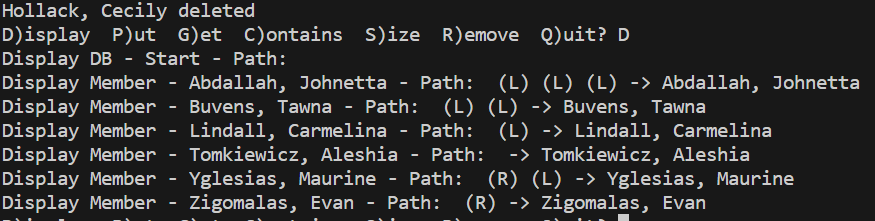 Hollack, Cecily deleted
D)isplay  P)ut  G)et  C)ontains  S)ize  R)emove  Q)uit? D
Display DB - Start - Path:
Display Member - Abdallah, Johnetta - Path:  (L) (L) (L) -> Abdallah, Johnetta
Display Member - Buvens, Tawna - Path:  (L) (L) -> Buvens, Tawna
Display Member - Lindall, Carmelina - Path:  (L) -> Lindall, Carmelina
Display Member - Tomkiewicz, Aleshia - Path:  -> Tomkiewicz, Aleshia
Display Member - Yglesias, Maurine - Path:  (R) (L) -> Yglesias, Maurine
Display Member - Zigomalas, Evan - Path:  (R) -> Zigomalas, Evan